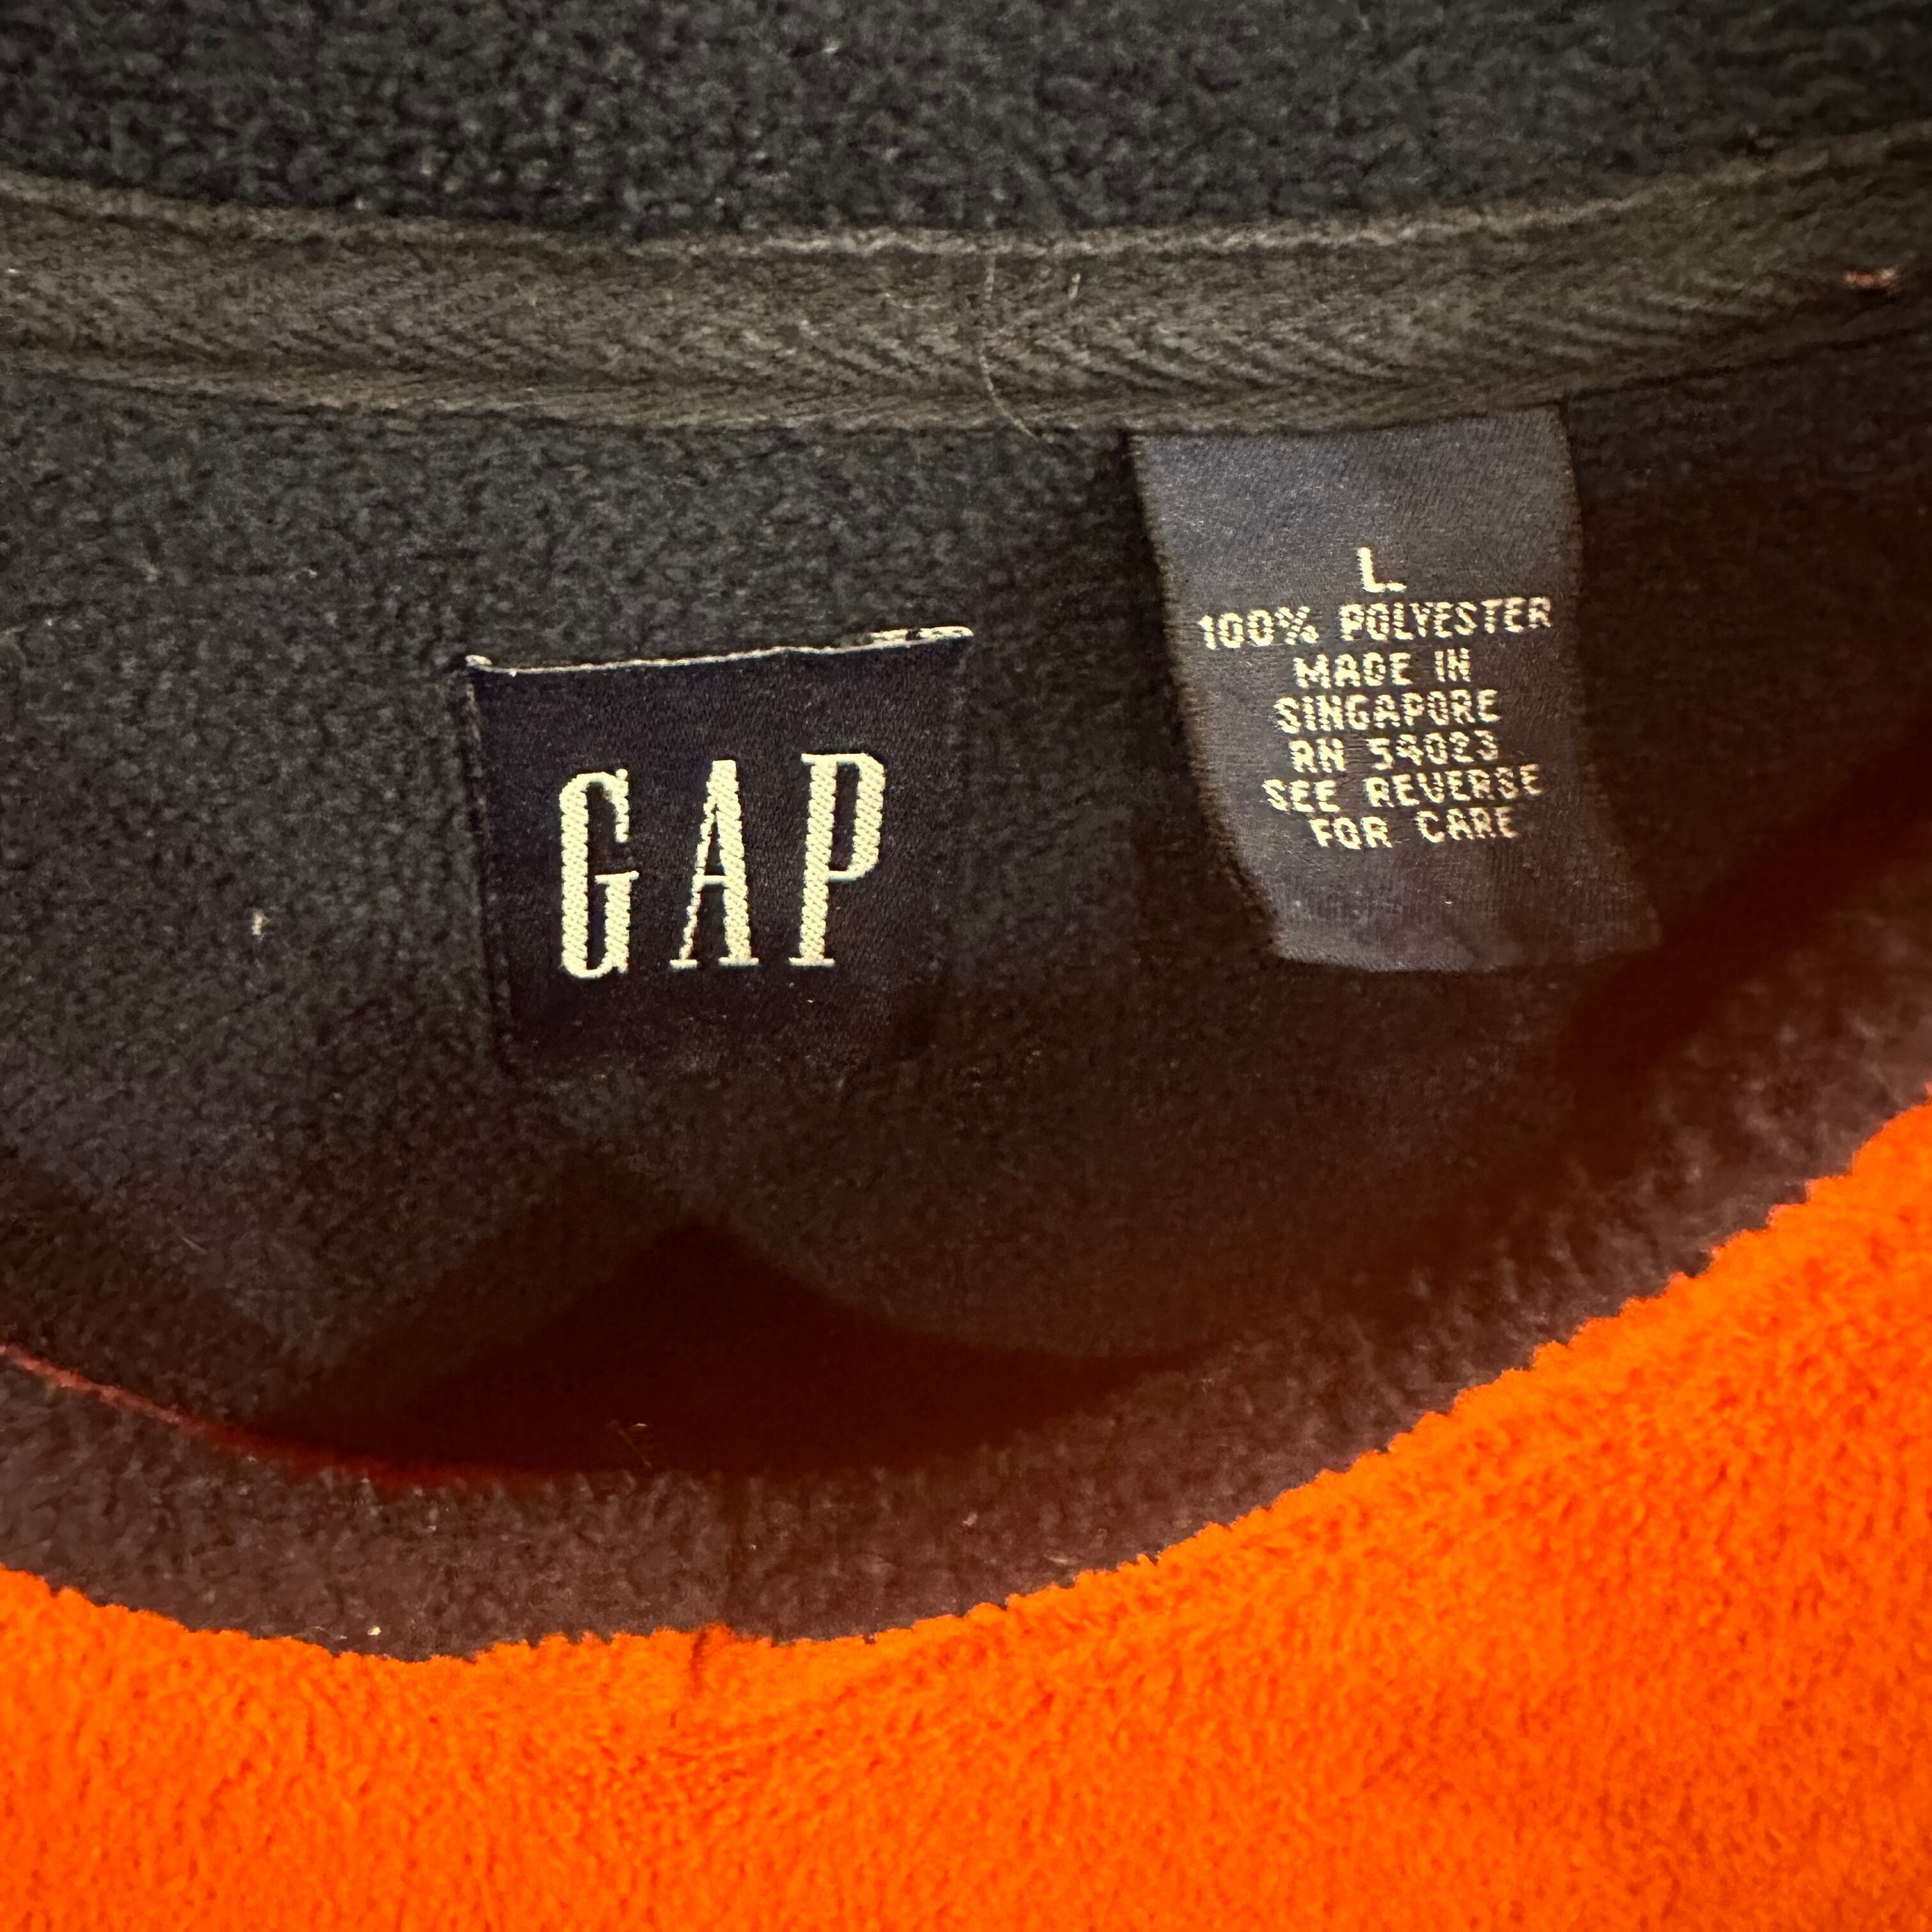 GAP
L
100% POLYESTER
MADE IN
SINGAPORE
RN 54023
SEE REVERSE
FOR CARE